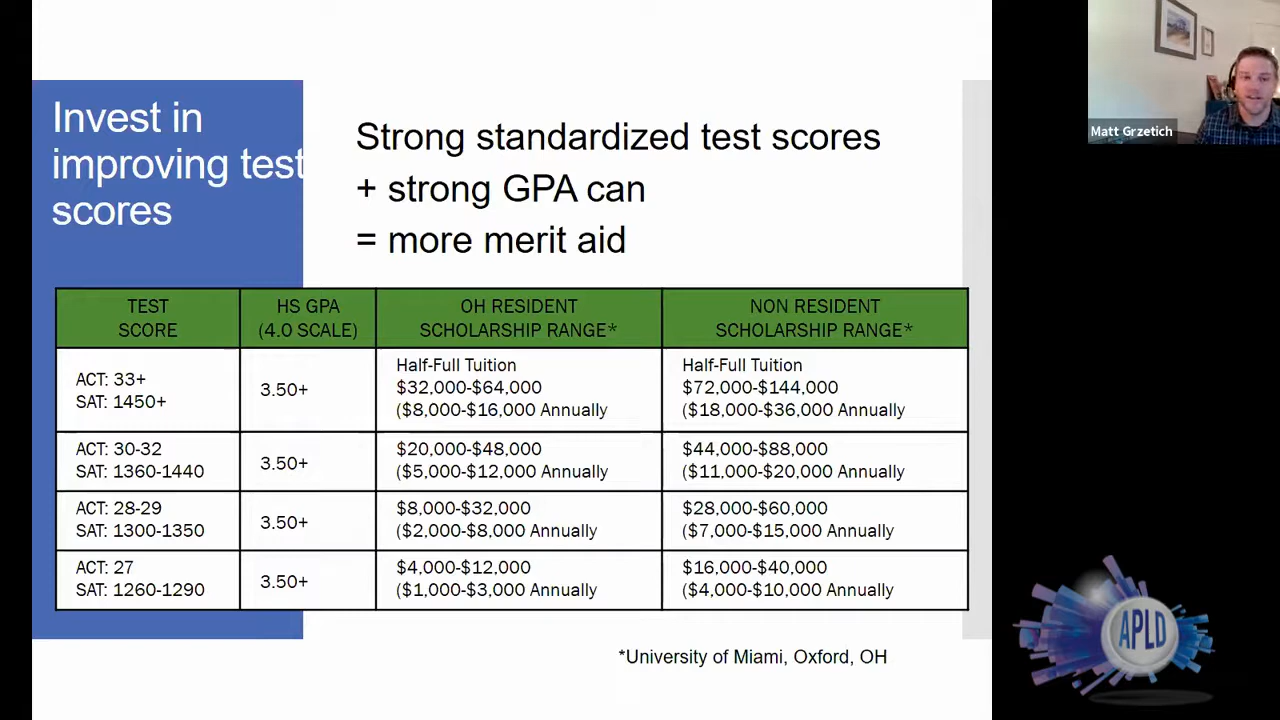 Invest in
improving test
scores
Strong standardized test scores
+ strong GPA can
= more merit aid
TEST
SCORE
HS GPA
(4.0 SCALE)
OH RESIDENT
SCHOLARSHIP RANGE*
NON RESIDENT
SCHOLARSHIP RANGE*
ACT: 33+
SAT: 1450+
3.50+
Half-Full Tuition
$32,000-$64,000
($8,000-$16,000 Annually
Half-Full Tuition
$72,000-$144,000
($18,000-$36,000 Annually
ACT: 30-32
SAT: 1360-1440
3.50+
$20,000-$48,000
($5,000-$12,000 Annually
$44,000-$88,000
($11,000-$20,000 Annually
ACT: 28-29
SAT: 1300-1350
3.50+
$8,000-$32,000
($2,000-$8,000 Annually
$28,000-$60,000
($7,000-$15,000 Annually
ACT: 27
SAT: 1260-1290
3.50+
$4,000-$12,000
($1,000-$3,000 Annually
$16,000-$40,000
($4,000-$10,000 Annually
*University of Miami, Oxford, OH
Matt Grzetich
APLD